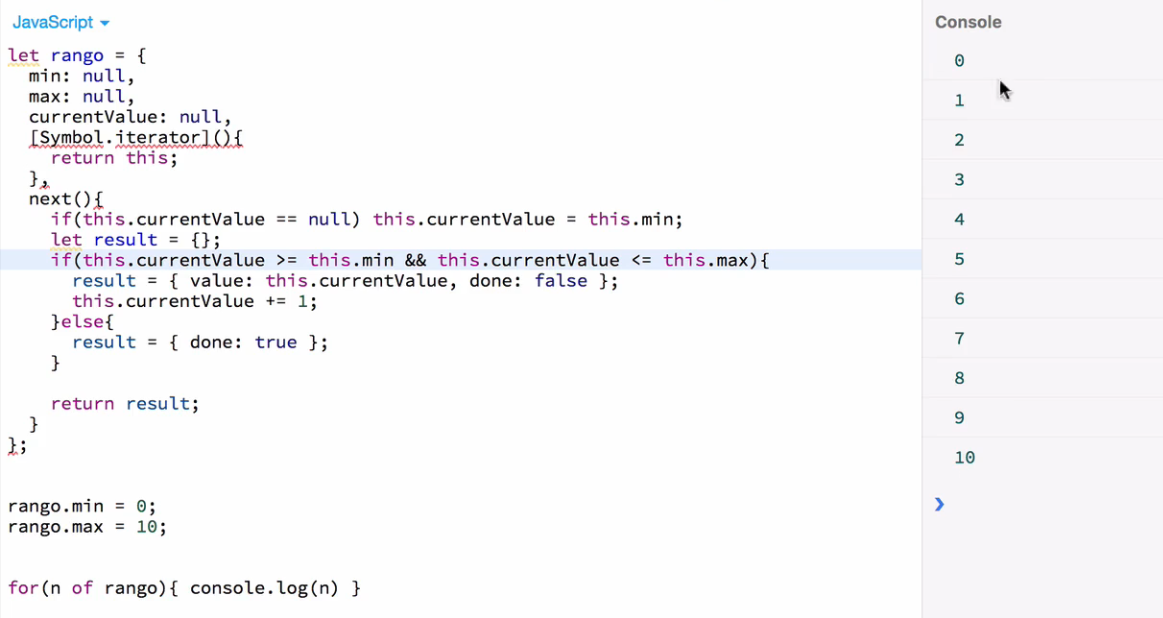 JavaScript
let rango = {
min: null,
max: null,
currentValue: null,
[Symbol.iterator](){
return this;
},
next(){
if(this.currentValue == null) this.currentValue = this.min;
let result = {};
if(this.currentValue >= this.min && this.currentValue <= this.max){
result = { value: this.currentValue, done: false };
this.currentValue += 1;
}else{
result = { done: true };
}
return result;
}
};
rango.min = 0;
rango.max = 10;
for(n of rango){ console.log(n) }
Console
0
1
2
3
4
5
6
7
8
9
10